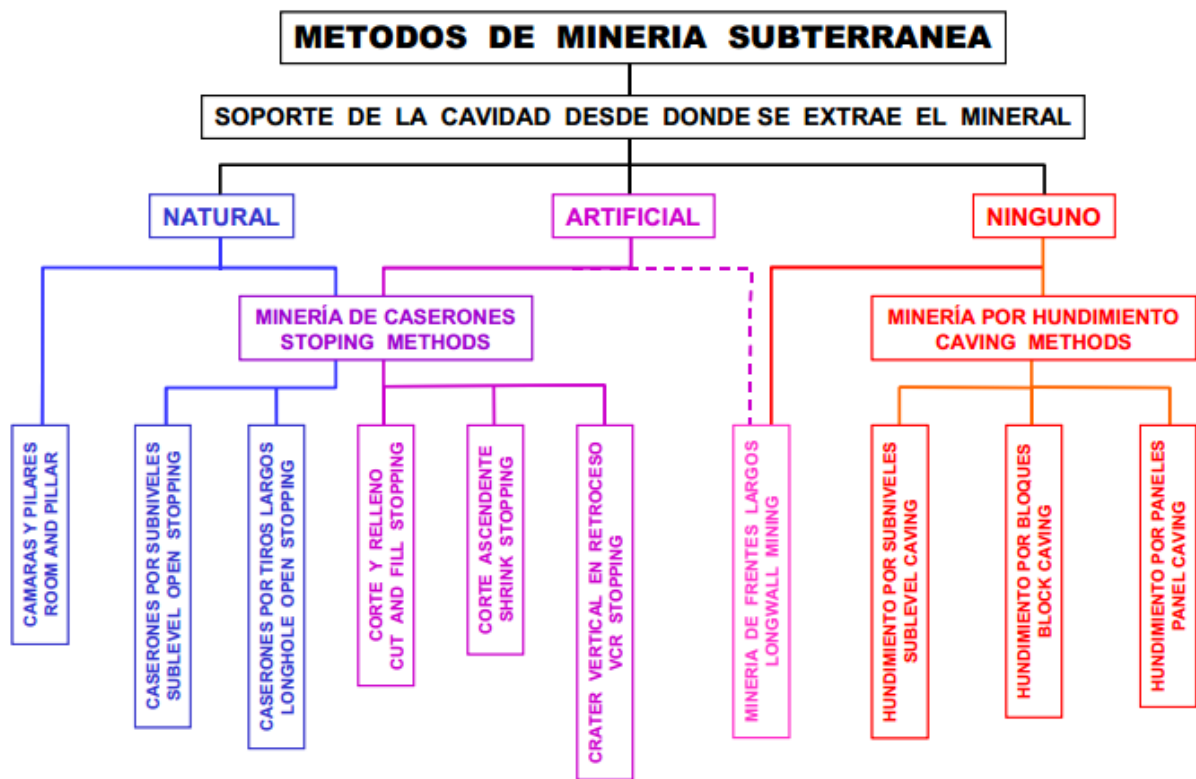 METODOS DE MINERIA SUBTERRANEA
SOPORTE DE LA CAVIDAD DESDE DONDE SE EXTRAE EL MINERAL
NATURAL
ARTIFICIAL
NINGUNO
MINERÍA DE CASERONES
STOPING METHODS
MINERÍA POR HUNDIMIENTO
CAVING METHODS
CAMARAS Y PILARES
ROOM AND PILLAR
CASERONES POR SUBNIVELES
SUBLEVEL OPEN STOPPING
CASERONES POR TIROS LARGOS
LONGHOLE OPEN STOPPING
CORTE Y RELLENO
CUT AND FILL STOPPING
CORTE ASCENDENTE
SHRINK STOPPING
CRATER VERTICAL EN RETROCESO
VCR STOPPING
MINERIA DE FRENTES LARGOS
LONGWALL MINING
HUNDIMIENTO POR SUBNIVELES
SUBLEVEL CAVING
HUNDIMIENTO POR BLOQUES
BLOCK CAVING
HUNDIMIENTO POR PANELES
PANEL CAVING